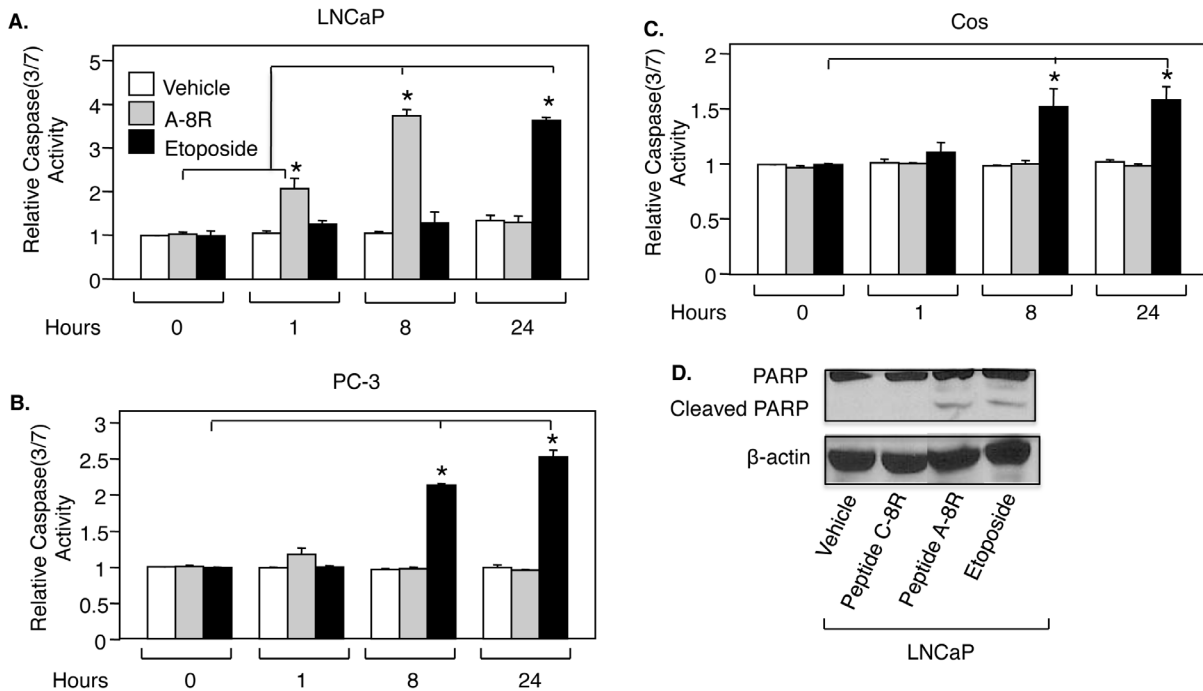 A.
LNCaP
Relative Caspase(3/7)
Activity
5
4
3
2
1
0
Vehicle
A-8R
Etoposide
*
*
*
Hours
0
1
8
24
B.
PC-3
Relative Caspase(3/7)
Activity
3
2.5
2
1.5
1
0.5
0
*
*
Hours
0
1
8
24
C.
Cos
Relative Caspase(3/7)
Activity
2
1.5
1
0.5
0
*
*
Hours
0
1
8
24
D.
PARP
Cleaved PARP
β-actin
Vehicle
Peptide C-8R
Peptide A-8R
Etoposide
LNCaP